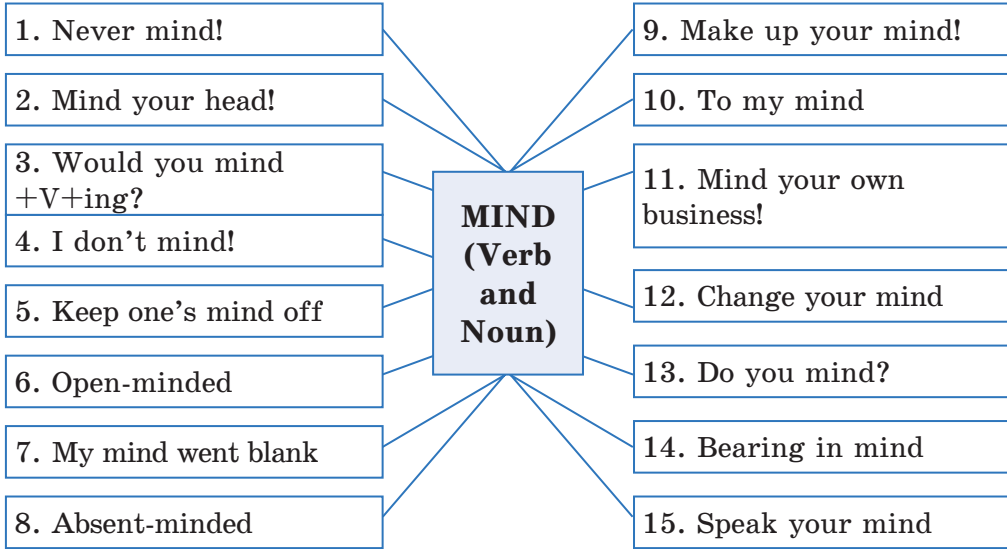 1. Never mind!
2. Mind your head!
3. Would you mind
+V+ing?
4. I don’t mind!
5. Keep one’s mind off
6. Open-minded
7. My mind went blank
8. Absent-minded
MIND
(Verb
and
Noun)
9. Make up your mind!
10. To my mind
11. Mind your own
business!
12. Change your mind
13. Do you mind?
14. Bearing in mind
15. Speak your mind